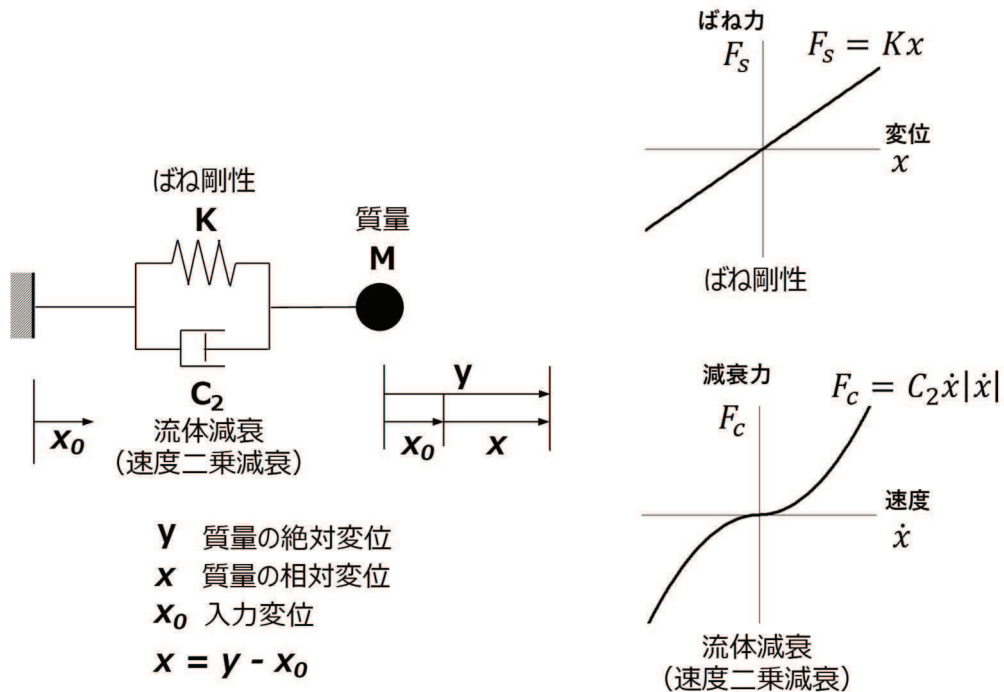 ばね剛性
K
質量
M
C₂
流体減衰
(速度二乗減衰)
x₀
y
x₀
x
y 質量の絶対変位
x 質量の相対変位
x₀ 入力変位
x = y - x₀
ばね力
Fₛ
Fₛ = Kx
変位
x
ばね剛性
減衰力
F_c
F_c = C₂ẋ|ẋ|
速度
ẋ
流体減衰
(速度二乗減衰)